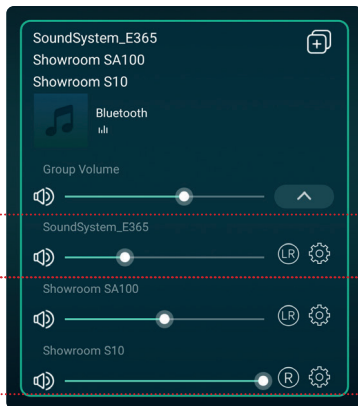 SoundSystem_E365
Showroom SA100
Showroom S10
Bluetooth
Group Volume
SoundSystem_E365
LR
Showroom SA100
LR
Showroom S10
R